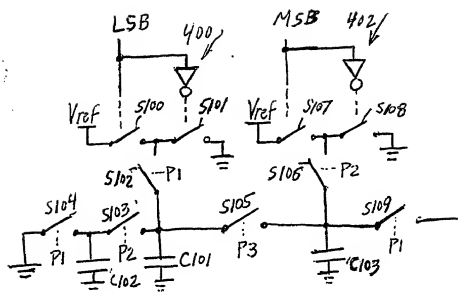 LSB
400
MSB
402
Vref
S100
S101
Vref
S107
S108
S102
P1
S106
P2
S104
S103
S105
S109
P1
P2
C101
P3
P1
C102
C103